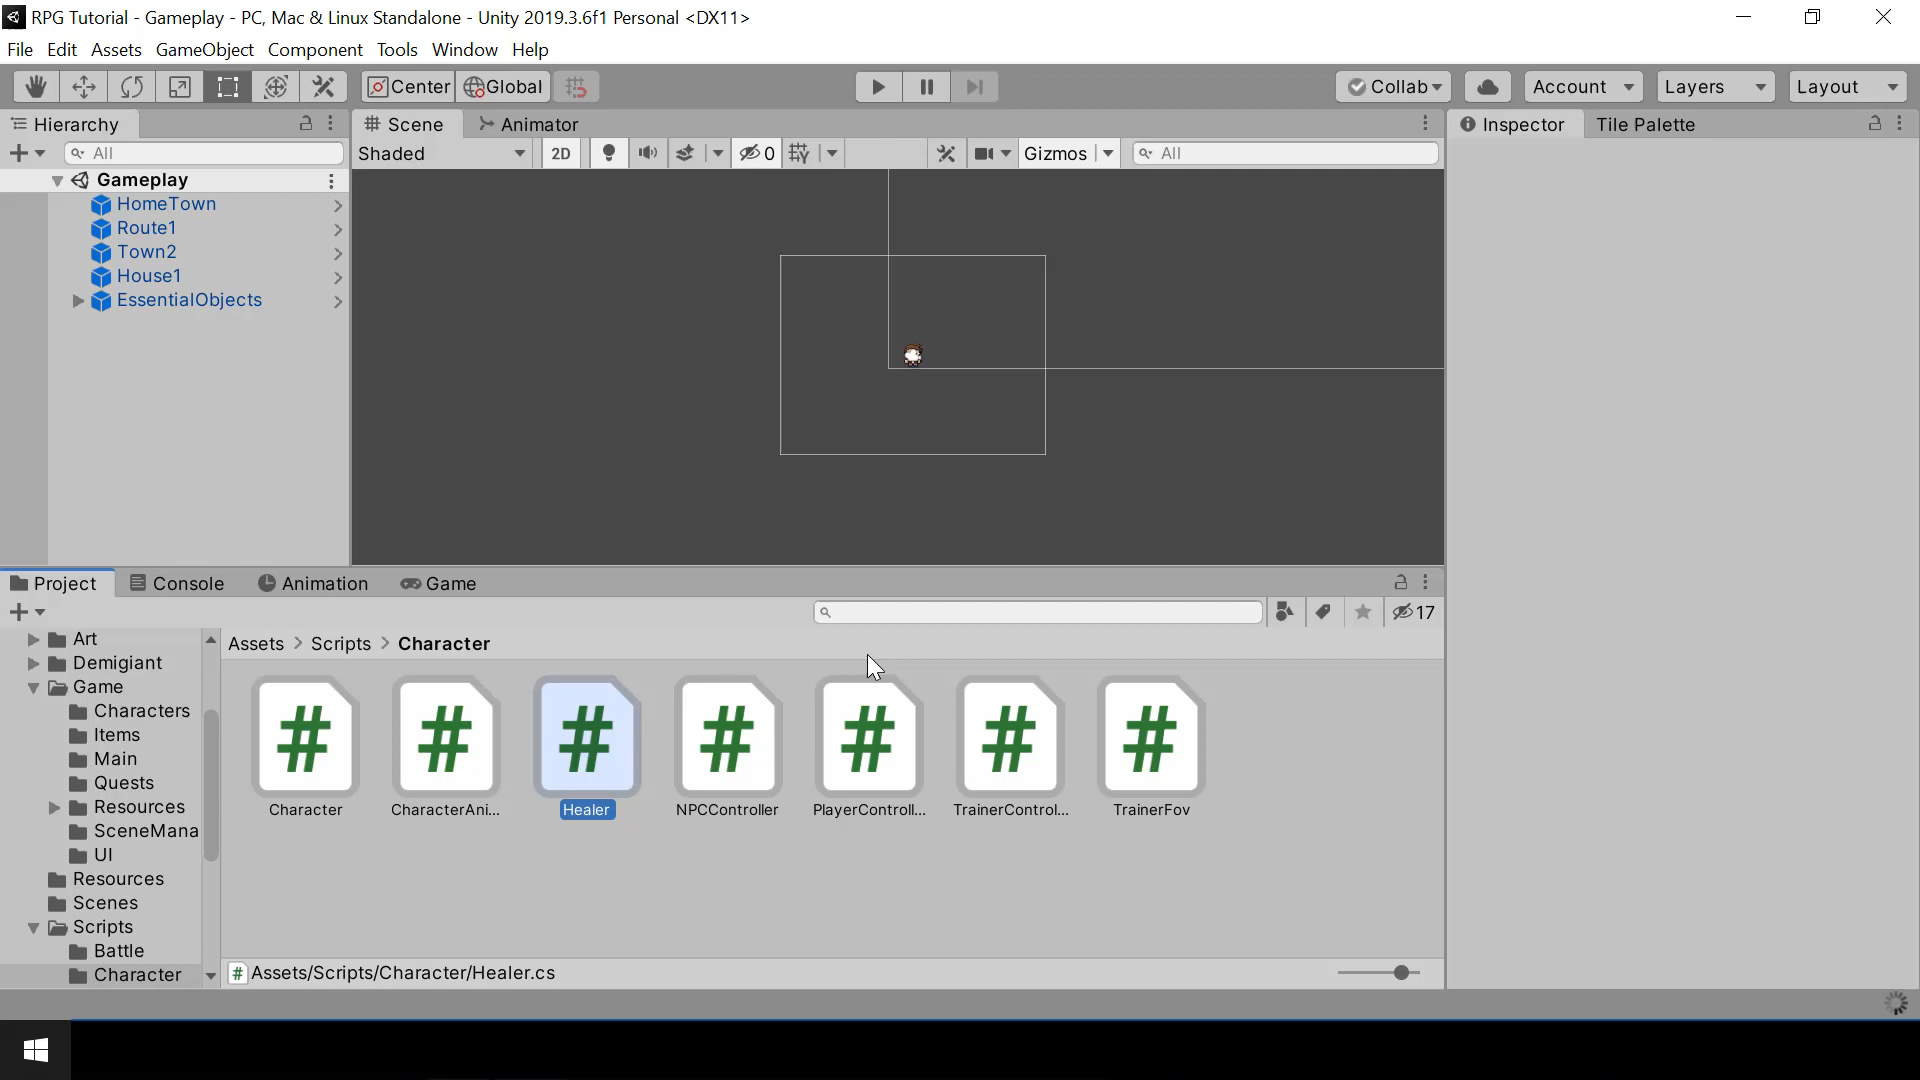 RPG Tutorial - Gameplay - PC, Mac & Linux Standalone - Unity 2019.3.6f1 Personal <DX11>
File Edit Assets GameObject Component Tools Window Help
Center Global Collab Account Layers Layout
Hierarchy Scene Animator Inspector Tile Palette
All Shaded 2D 0 Gizmos All
Gameplay
HomeTown
Route1
Town2
House1
EssentialObjects
Project Console Animation Game
17
Art
Demigiant
Game
Characters
Items
Main
Quests
Resources
SceneMana
UI
Resources
Scenes
Scripts
Battle
Character
Assets > Scripts > Character
# # # # # # #
Character CharacterAni... Healer NPCController PlayerControll... TrainerControl... TrainerFov
# Assets/Scripts/Character/Healer.cs